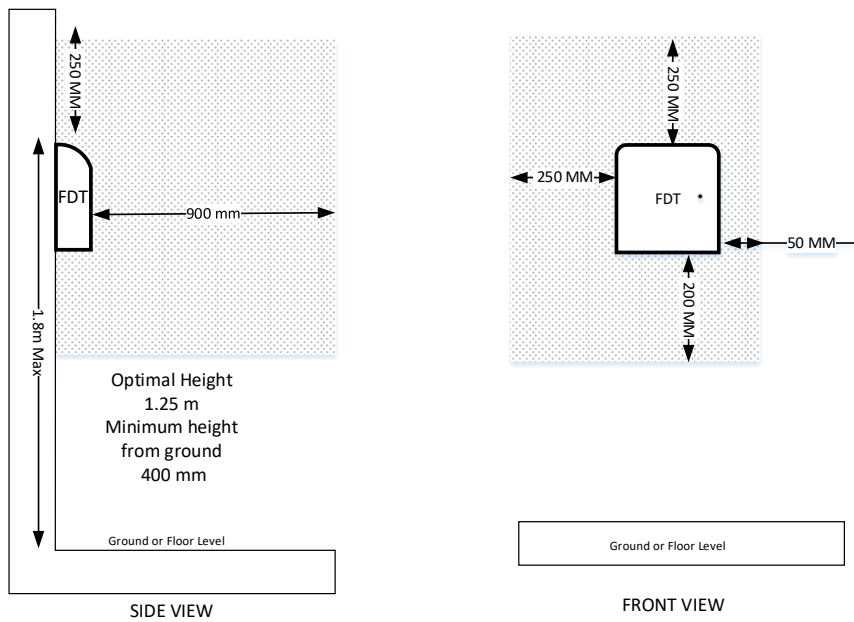 250 MM
FDT
900 mm
1.8m Max
Optimal Height
1.25 m
Minimum height
from ground
400 mm
Ground or Floor Level
SIDE VIEW
250 MM
250 MM
FDT
50 MM
200 MM
Ground or Floor Level
FRONT VIEW